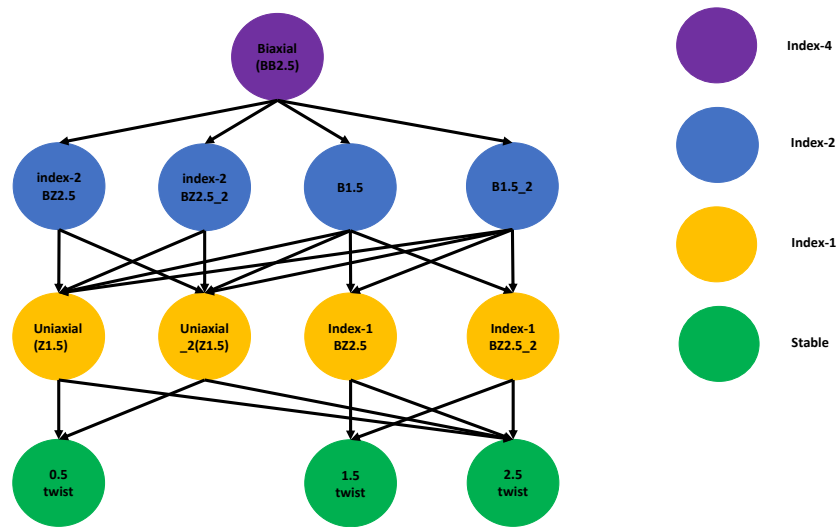 Biaxial
(BB2.5)
Index-4
index-2
BZ2.5
index-2
BZ2.5_2
B1.5
B1.5_2
Index-2
Uniaxial
(Z1.5)
Uniaxial
_2(Z1.5)
Index-1
BZ2.5
Index-1
BZ2.5_2
Index-1
0.5
twist
1.5
twist
2.5
twist
Stable